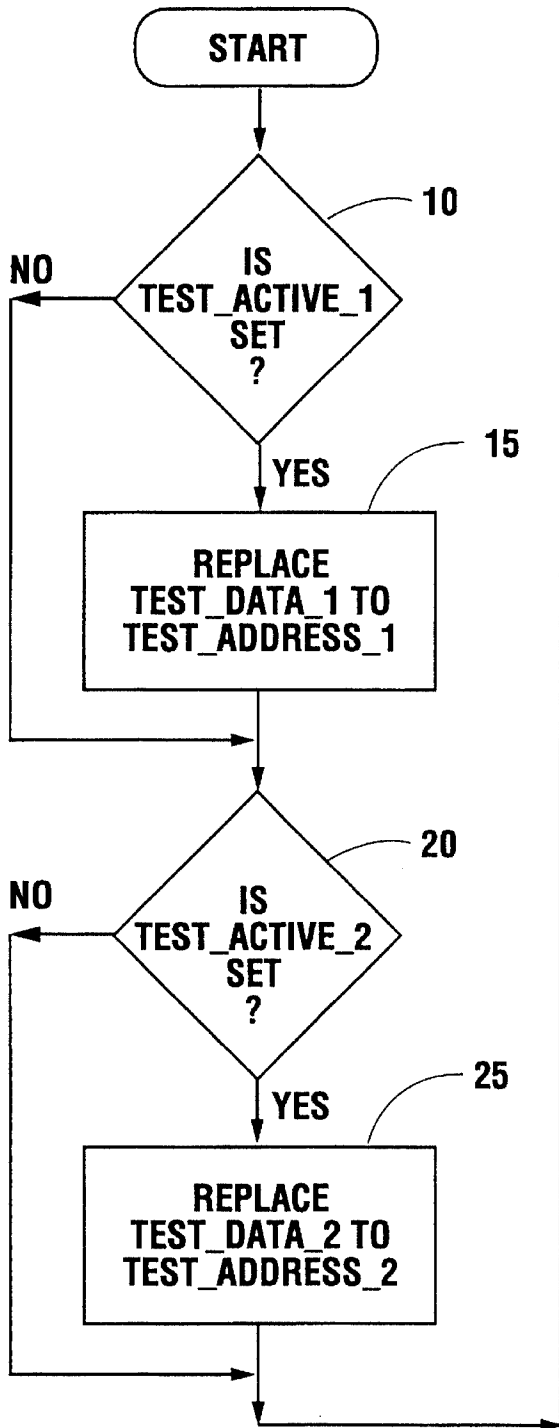 START
10
IS
TEST_ACTIVE_1
SET
?
NO
YES
15
REPLACE
TEST_DATA_1 TO
TEST_ADDRESS_1
20
IS
TEST_ACTIVE_2
SET
?
NO
YES
25
REPLACE
TEST_DATA_2 TO
TEST_ADDRESS_2